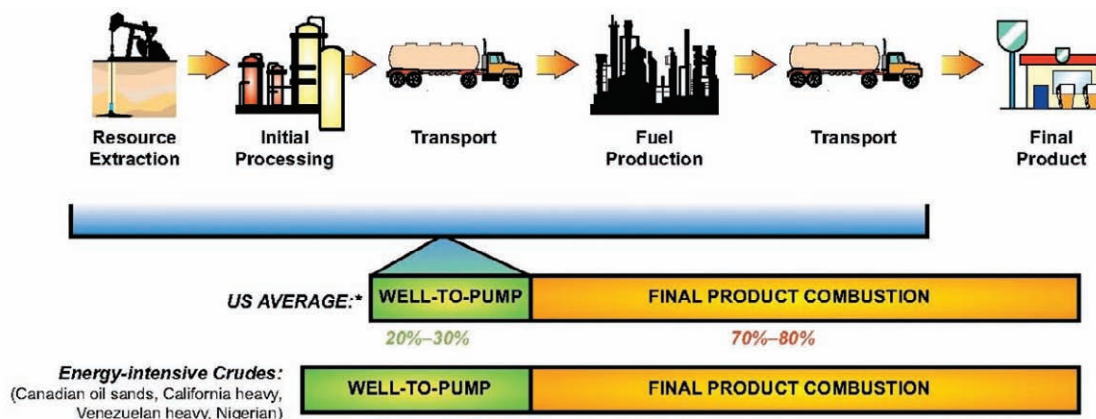 Resource
Extraction
Initial
Processing
Transport
Fuel
Production
Transport
Final
Product
US AVERAGE:*
WELL-TO-PUMP
FINAL PRODUCT COMBUSTION
20%–30%
70%–80%
Energy-intensive Crudes:
(Canadian oil sands, California heavy,
Venezuelan heavy, Nigerian)
WELL-TO-PUMP
FINAL PRODUCT COMBUSTION